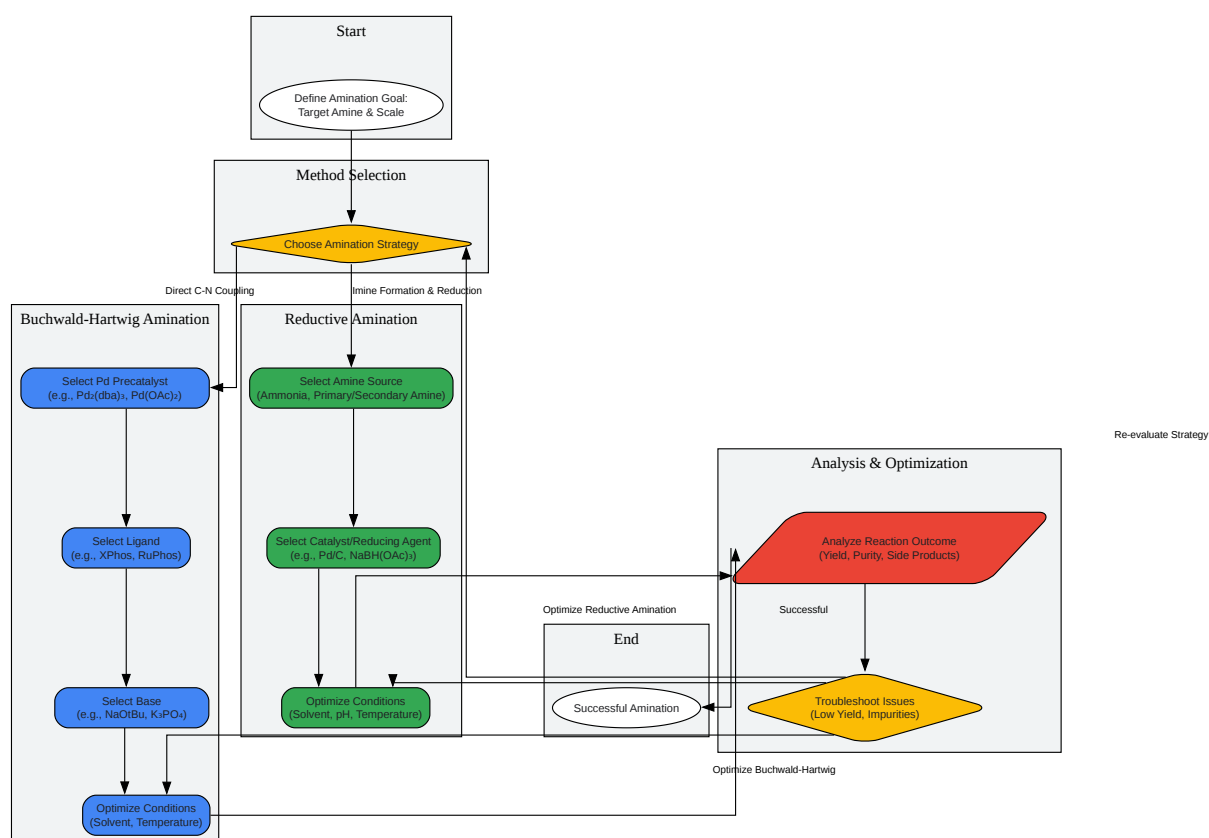 Start
Define Amination Goal:
Target Amine & Scale
Method Selection
Choose Amination Strategy
Direct C-N Coupling
Imine Formation & Reduction
Buchwald-Hartwig Amination
Reductive Amination
Select Pd Precatalyst
(e.g., Pd₂(dba)₃, Pd(OAc)₂)
Select Amine Source
(Ammonia, Primary/Secondary Amine)
Re-evaluate Strategy
Analysis & Optimization
Select Ligand
(e.g., XPhos, RuPhos)
Select Catalyst/Reducing Agent
(e.g., Pd/C, NaBH(OAc)₃)
Analyze Reaction Outcome
(Yield, Purity, Side Products)
Optimize Reductive Amination
Successful
End
Select Base
(e.g., NaOtBu, K₃PO₄)
Optimize Conditions
(Solvent, pH, Temperature)
Successful Amination
Troubleshoot Issues
(Low Yield, Impurities)
Optimize Buchwald-Hartwig
Optimize Conditions
(Solvent, Temperature)